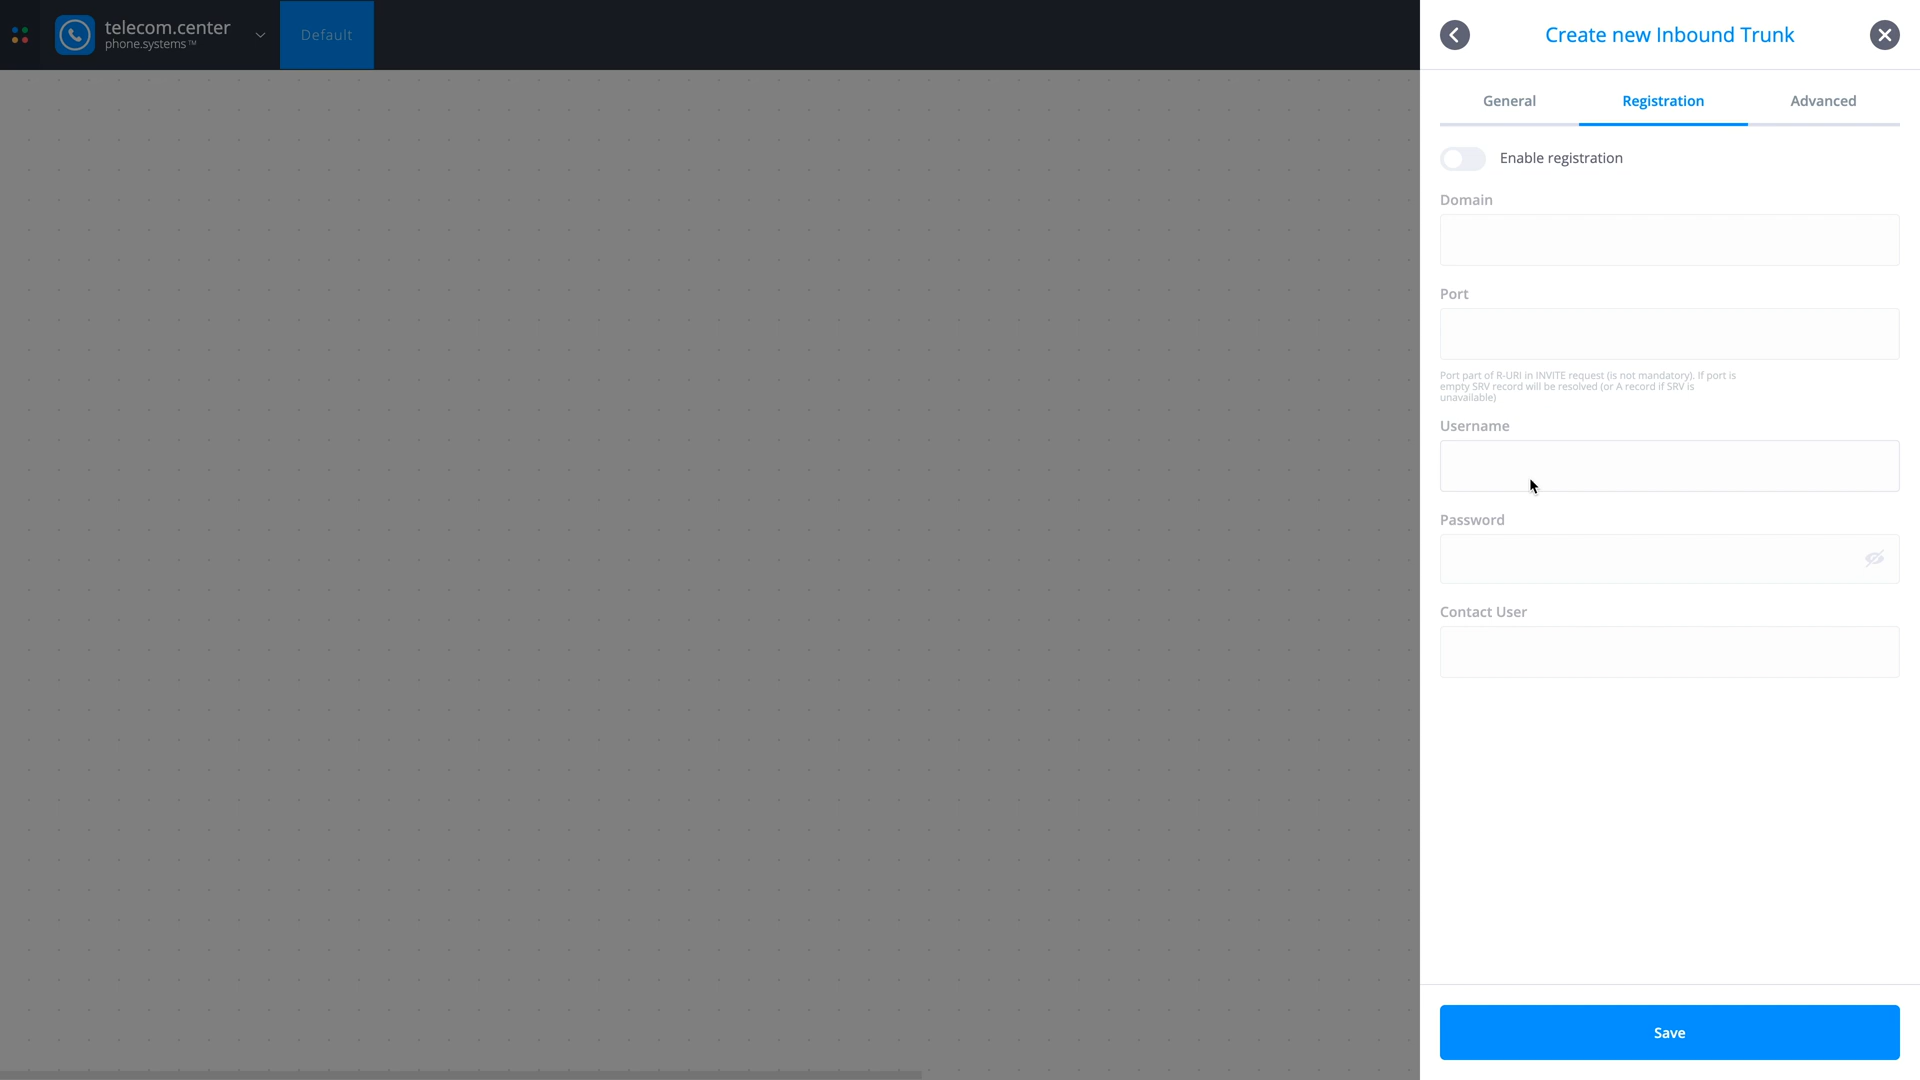 telecom.center
phone.systems™
Default
Create new Inbound Trunk
General
Registration
Advanced
Enable registration
Domain
Port
Port part of R-URI in INVITE request (is not mandatory). If port is
empty SRV record will be resolved (or A record if SRV is
unavailable)
Username
Password
Contact User
Save